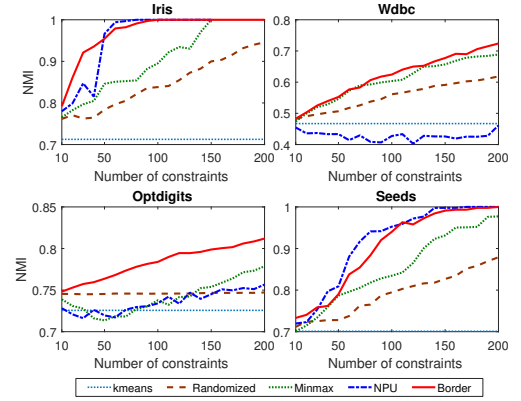 Iris
1
0.9
0.8
0.7
NMI
10 50 100 150 200
Number of constraints
Wdbc
0.8
0.7
0.6
0.5
0.4
10 50 100 150 200
Number of constraints
Optdigits
0.85
0.8
0.75
0.7
NMI
10 50 100 150 200
Number of constraints
Seeds
1
0.9
0.8
0.7
10 50 100 150 200
Number of constraints
kmeans Randomized Minmax NPU Border